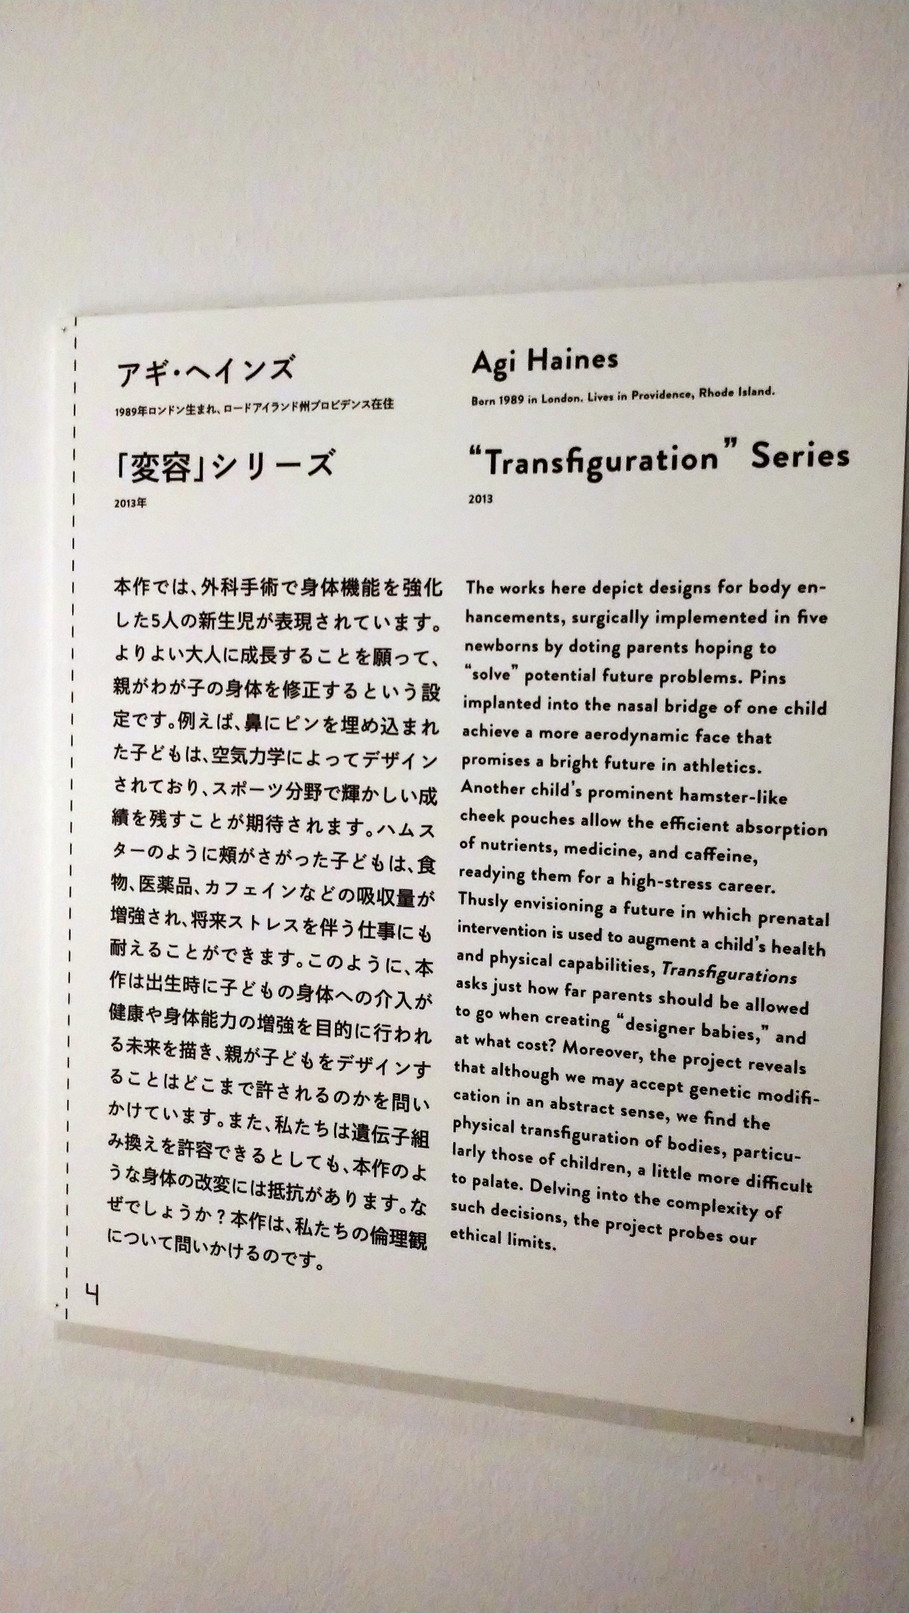 アギ・ヘインズ
1989年ロンドン生まれ、ロードアイランド州プロビデンス在住
「変容」シリーズ
2013年
本作では、外科手術で身体機能を強化
した5人の新生児が表現されています。
よりよい大人に成長することを願って、
親がわが子の身体を修正するという設
定です。例えば、鼻にピンを埋め込まれ
た子どもは、空気力学によってデザイン
されており、スポーツ分野で輝かしい成
績を残すことが期待されます。ハムス
ターのように頬がさがった子どもは、食
物、医薬品、カフェインなどの吸収量が
増強され、将来ストレスを伴う仕事にも
耐えることができます。このように、本
作は出生時に子どもの身体への介入が
健康や身体能力の増強を目的に行われ
る未来を描き、親が子どもをデザインす
ることはどこまで許されるのかを問い
かけています。また、私たちは遺伝子組
み換えを許容できるとしても、本作のよ
うな身体の改変には抵抗があります。な
ぜでしょうか？本作は、私たちの倫理観
について問いかけるのです。
4
Agi Haines
Born 1989 in London. Lives in Providence, Rhode Island.
“Transfiguration” Series
2013
The works here depict designs for body en-
hancements, surgically implemented in five
newborns by doting parents hoping to
“solve” potential future problems. Pins
implanted into the nasal bridge of one child
achieve a more aerodynamic face that
promises a bright future in athletics.
Another child's prominent hamster-like
cheek pouches allow the efficient absorption
of nutrients, medicine, and caffeine,
readying them for a high-stress career.
Thusly envisioning a future in which prenatal
intervention is used to augment a child's health
and physical capabilities, Transfigurations
asks just how far parents should be allowed
to go when creating “designer babies,” and
at what cost? Moreover, the project reveals
that although we may accept genetic modifi-
cation in an abstract sense, we find the
physical transfiguration of bodies, particu-
larly those of children, a little more difficult
to palate. Delving into the complexity of
such decisions, the project probes our
ethical limits.